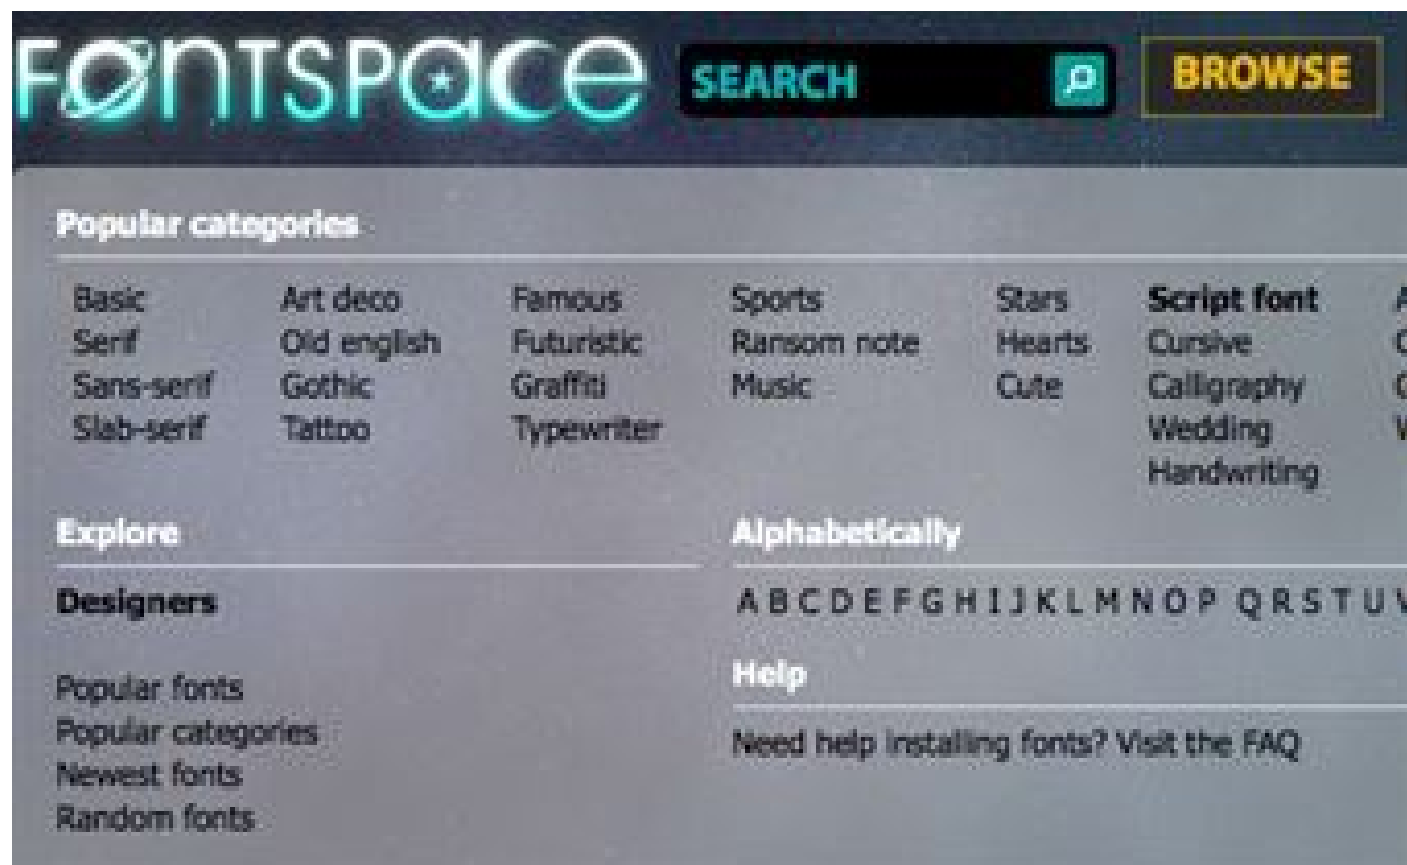 FONTSPACE
SEARCH
BROWSE
Popular categories
Basic Art deco Famous Sports Stars Script font
Serif Old english Futuristic Ransom note Hearts Cursive
Sans-serif Gothic Graffiti Music Cute Calligraphy
Slab-serif Tattoo Typewriter Wedding
Handwriting
Explore
Alphabetically
Designers
A B C D E F G H I J K L M N O P Q R S T U V
Help
Popular fonts
Popular categories
Need help installing fonts? Visit the FAQ
Newest fonts
Random fonts